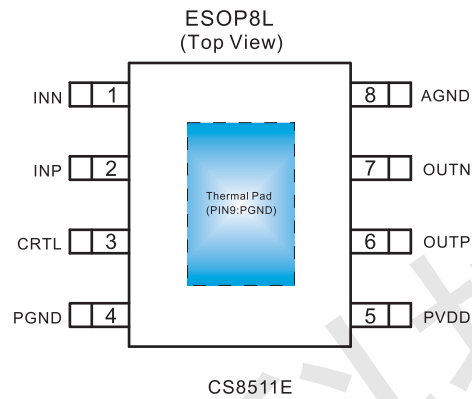 ESOP8L
(Top View)
INN 1 8 AGND
INP 2 7 OUTN
Thermal Pad
(PIN9:PGND)
CRTL 3 6 OUTP
PGND 4 5 PVDD
CS8511E